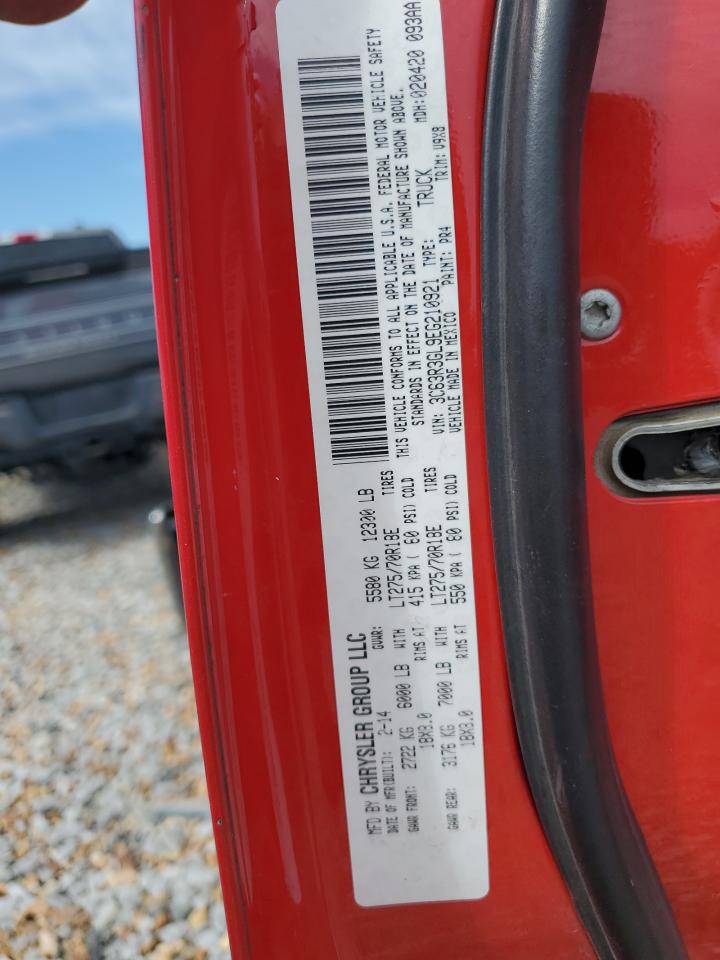 MFD BY CHRYSLER GROUP LLC
DATE OF MFR(BUILT): 2-14 GVWR: 5580 KG 12300 LB
GAWR FRONT: 2722 KG 6000 LB WITH LT275/70R18E TIRES
18X8.0 RIMS AT 415 KPA ( 60 PSI) COLD
GAWR REAR: 3176 KG 7000 LB WITH LT275/70R18E TIRES
18X8.0 RIMS AT 550 KPA ( 80 PSI) COLD
THIS VEHICLE CONFORMS TO ALL APPLICABLE U.S.A. FEDERAL MOTOR VEHICLE SAFETY
STANDARDS IN EFFECT ON THE DATE OF MANUFACTURE SHOWN ABOVE.
MDH:020420 093AA
VIN: 3C63R3GL9EG210921 TYPE: TRUCK
VEHICLE MADE IN MEXICO PAINT: PR4 TRIM: V9X8